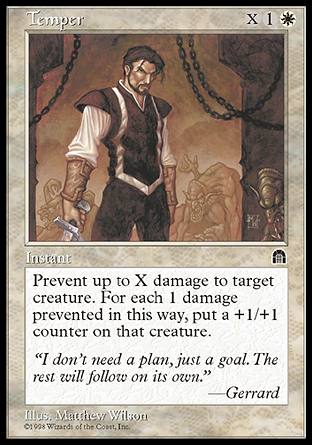 Temper X 1
Instant
Prevent up to X damage to target
creature. For each 1 damage
prevented in this way, put a +1/+1
counter on that creature.
“I don’t need a plan, just a goal. The
rest will follow on its own.”
—Gerrard
Illus. Matthew Wilson
©1998 Wizards of the Coast, Inc.